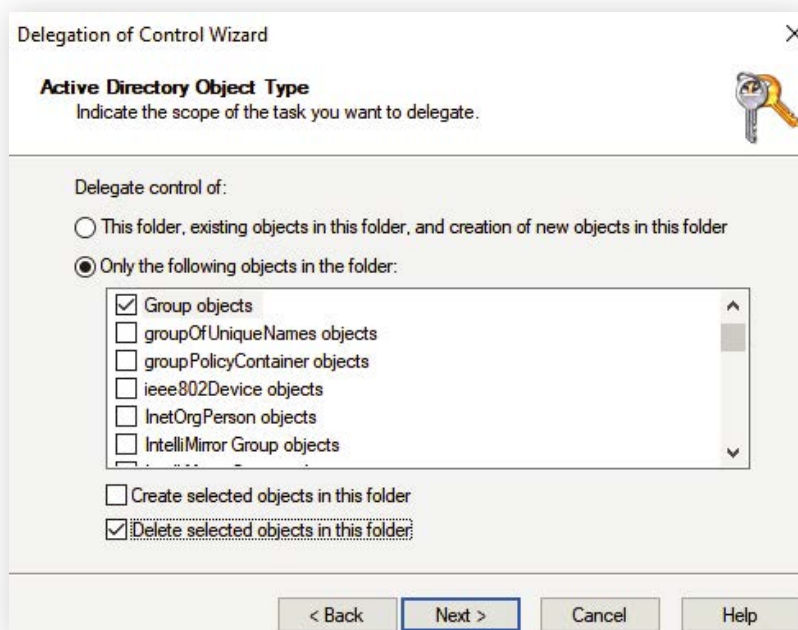 Delegation of Control Wizard
Active Directory Object Type
Indicate the scope of the task you want to delegate.
Delegate control of:
This folder, existing objects in this folder, and creation of new objects in this folder
Only the following objects in the folder:
Group objects
groupOfUniqueNames objects
groupPolicyContainer objects
ieee802Device objects
InetOrgPerson objects
IntelliMirror Group objects
Create selected objects in this folder
Delete selected objects in this folder
< Back Next > Cancel Help